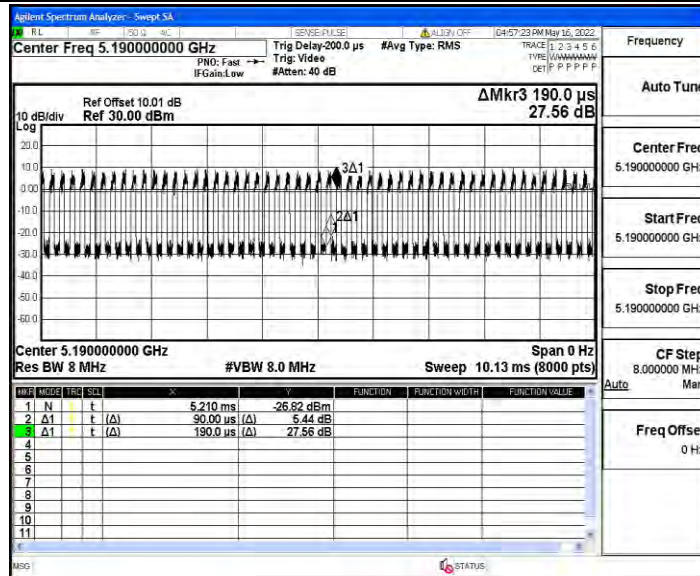 Agilent Spectrum Analyzer - Swept SA
RL RF 50 Ω AC SENSE:PULSE ALIGN OFF 04:57:23 PM May 16, 2022
Center Freq 5.190000000 GHz Trig Delay-200.0 µs #Avg Type: RMS TRACE 1 2 3 4 5 6
PNO: Fast Trig: Video TYPE
IFGain:Low #Atten: 40 dB DET P P P P P P
Ref Offset 10.01 dB ΔMkr3 190.0 µs
10 dB/div Ref 30.00 dBm 27.56 dB
Log
20.0
10.0
0.00
-10.0
-20.0
-30.0
-40.0
-50.0
-60.0
3Δ1
2Δ1
Center 5.190000000 GHz Span 0 Hz
Res BW 8 MHz #VBW 8.0 MHz Sweep 10.13 ms (8000 pts)
MKR MODE TRC SCL X Y FUNCTION FUNCTION WIDTH FUNCTION VALUE
1 N t 5.210 ms -26.82 dBm
2 Δ1 t (Δ) 90.00 µs (Δ) 5.44 dB
3 Δ1 t (Δ) 190.0 µs (Δ) 27.56 dB
4
5
6
7
8
9
10
11
MSG STATUS
Frequency
Auto Tune
Center Freq
5.190000000 GHz
Start Freq
5.190000000 GHz
Stop Freq
5.190000000 GHz
CF Step
8.000000 MHz
Auto Man
Freq Offset
0 Hz